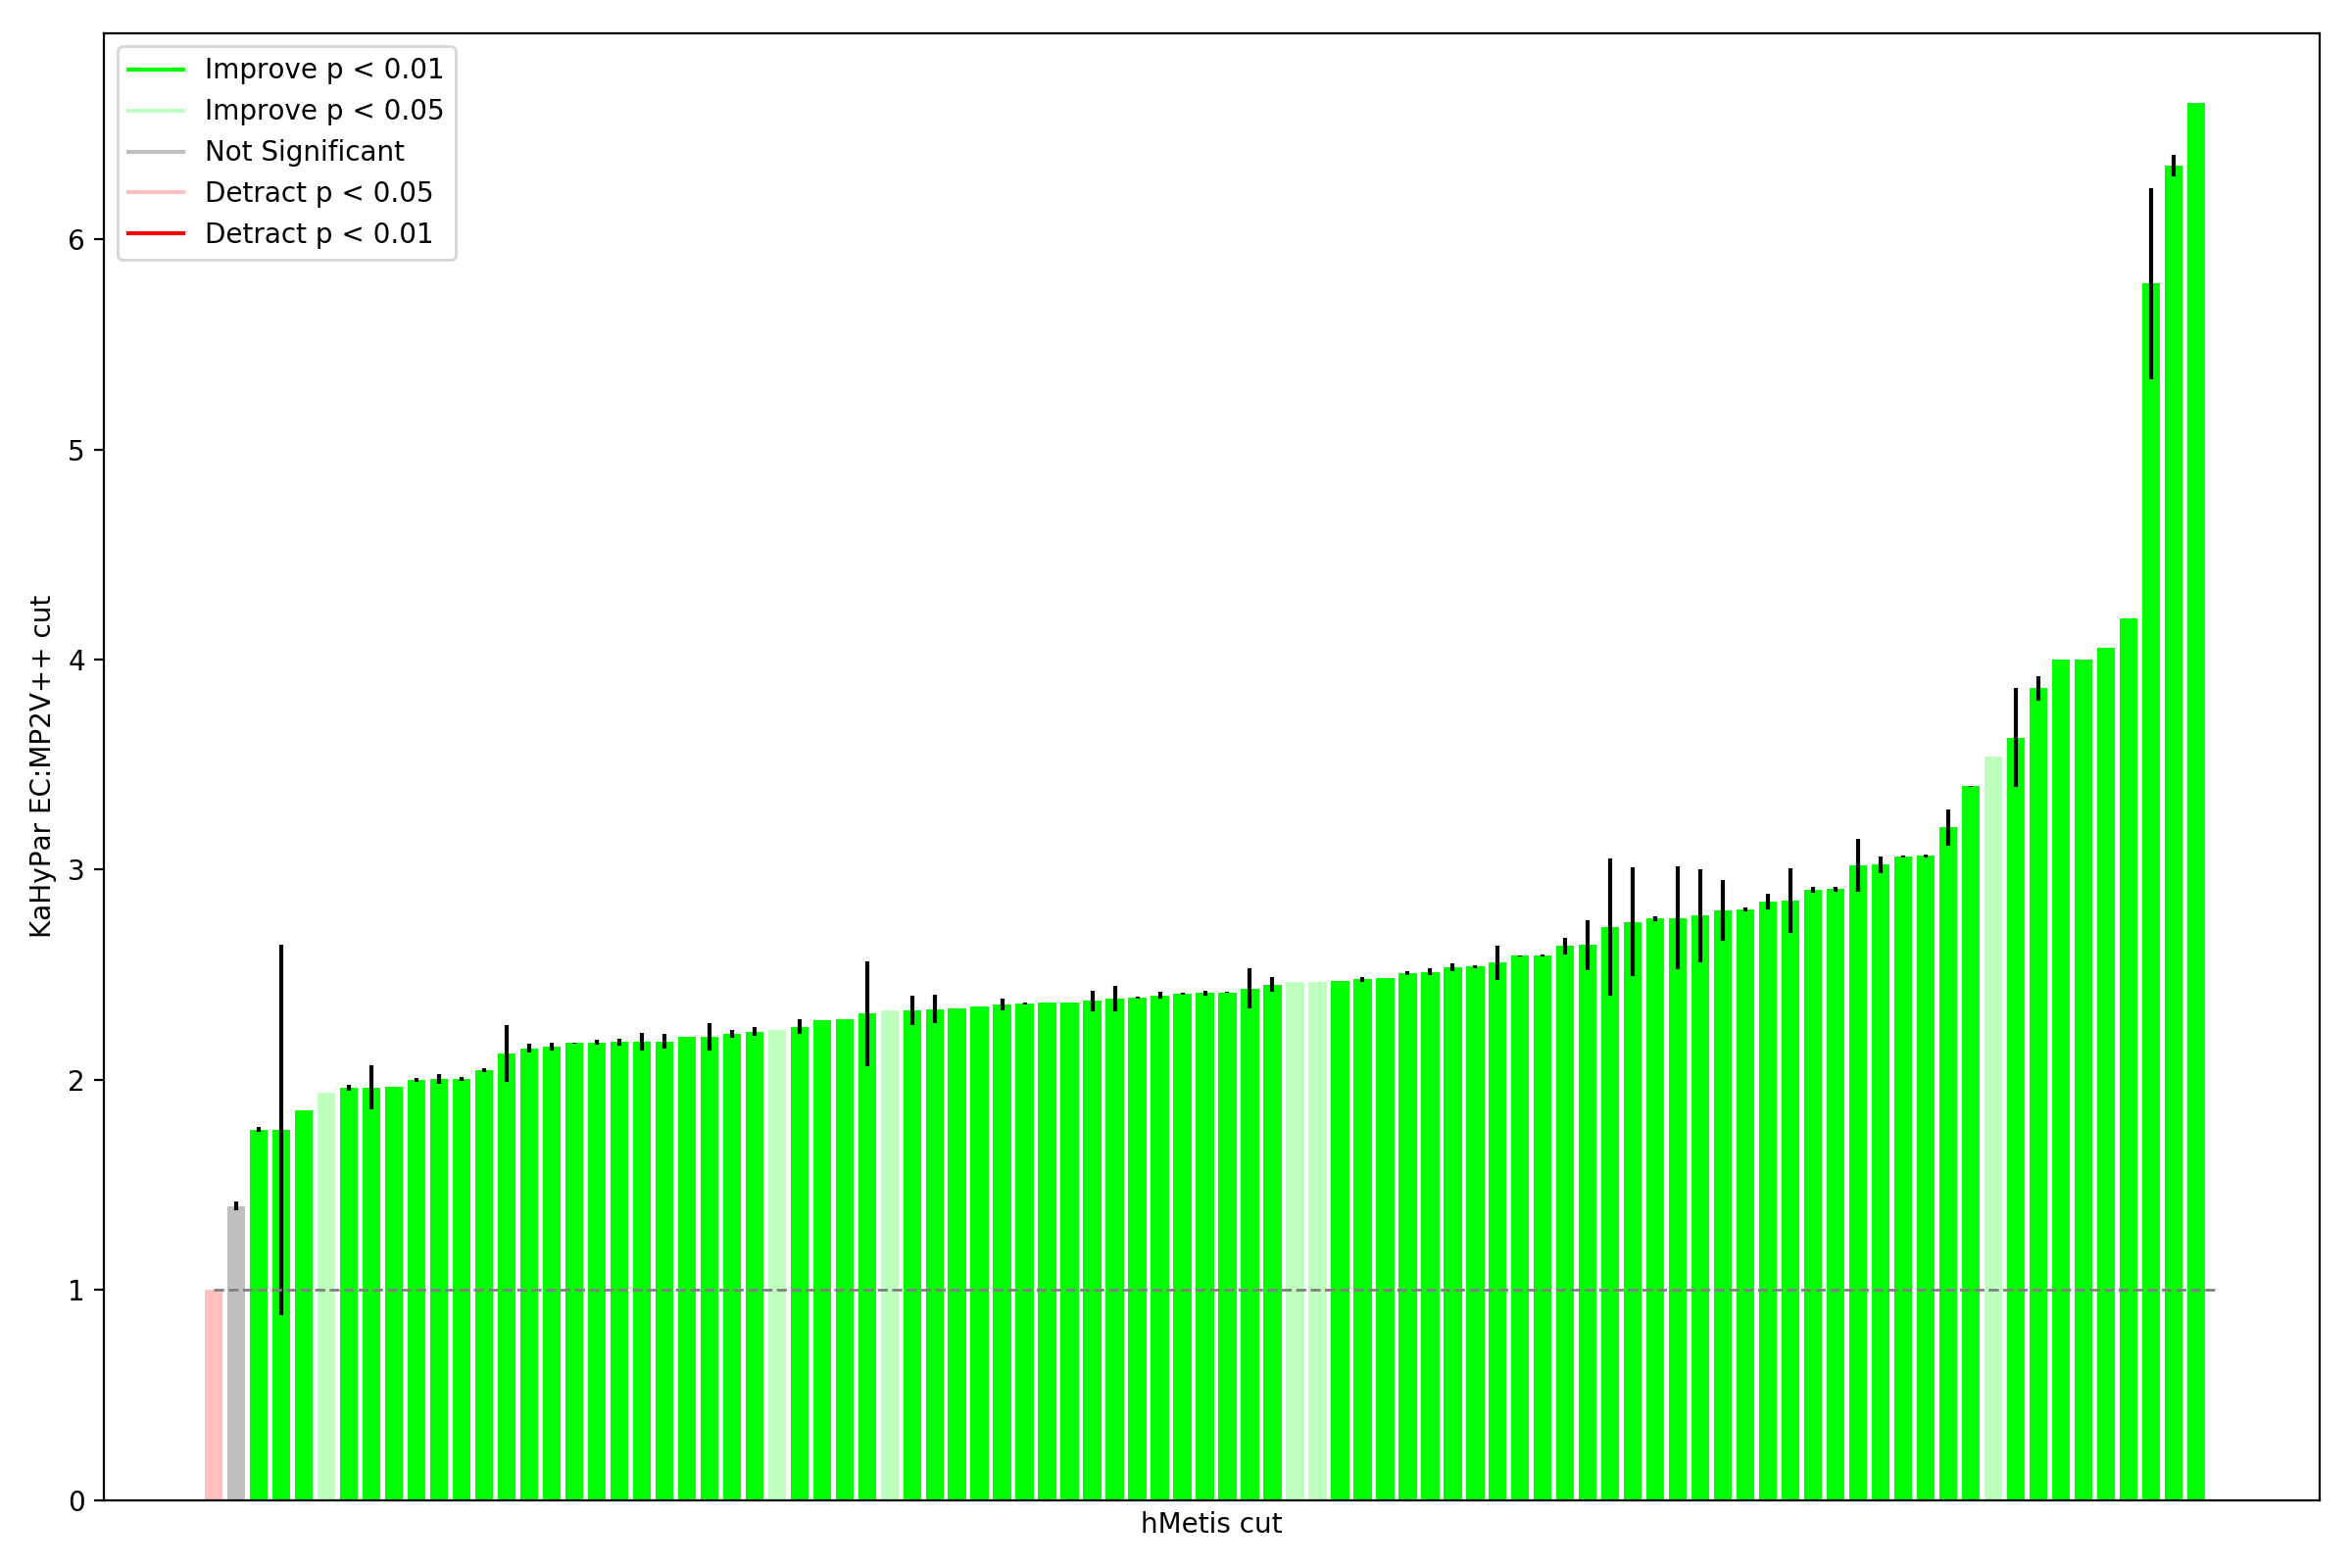 Improve p < 0.01
Improve p < 0.05
Not Significant
Detract p < 0.05
Detract p < 0.01
6
5
4
3
2
1
0
KaHyPar EC:MP2V++ cut
hMetis cut